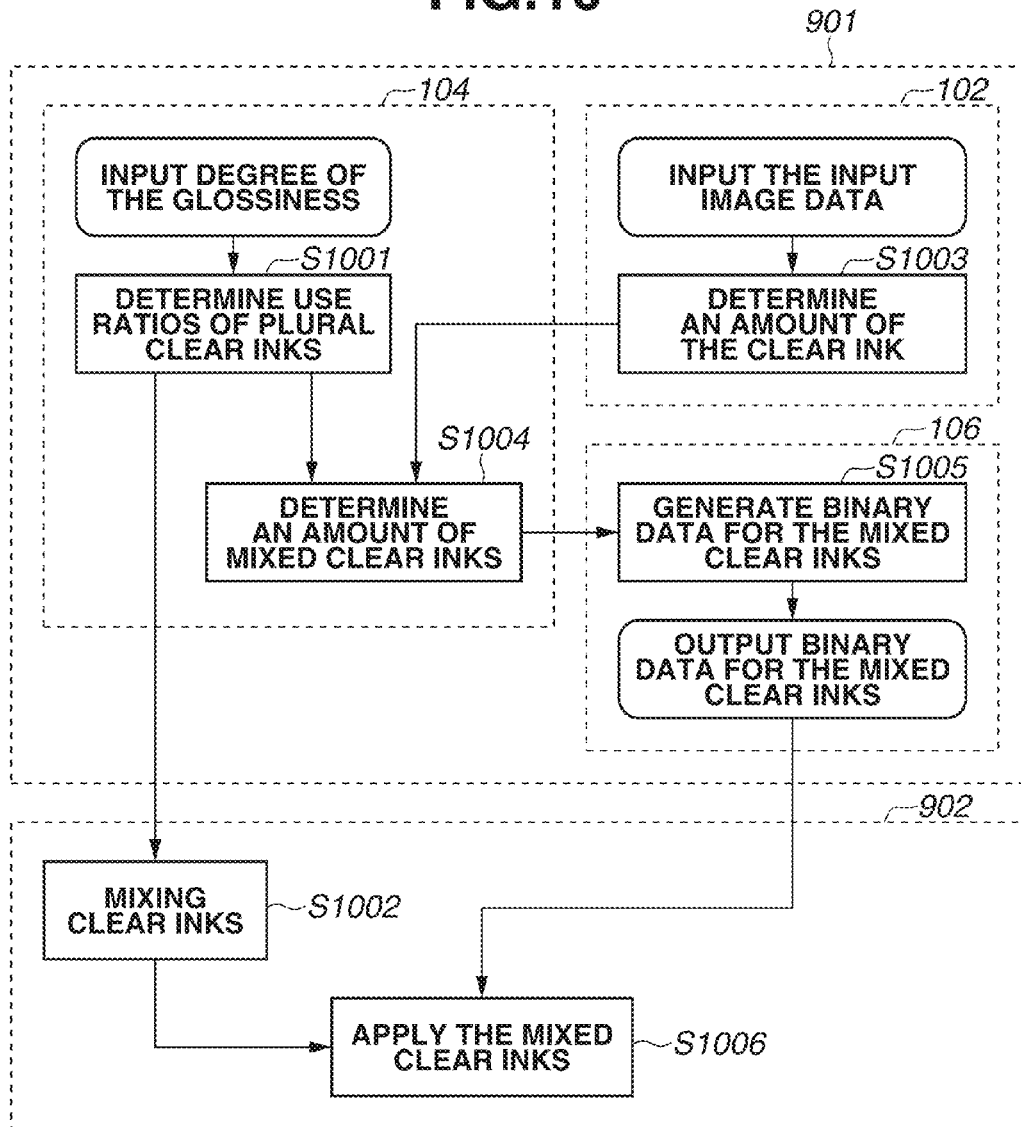 901
104
102
INPUT DEGREE OF
THE GLOSSINESS
INPUT THE INPUT
IMAGE DATA
S1001
S1003
DETERMINE USE
RATIOS OF PLURAL
CLEAR INKS
DETERMINE
AN AMOUNT OF
THE CLEAR INK
S1004
106
S1005
DETERMINE
AN AMOUNT OF
MIXED CLEAR INKS
GENERATE BINARY
DATA FOR THE MIXED
CLEAR INKS
OUTPUT BINARY
DATA FOR THE MIXED
CLEAR INKS
902
MIXING
CLEAR INKS
S1002
APPLY THE MIXED
CLEAR INKS
S1006